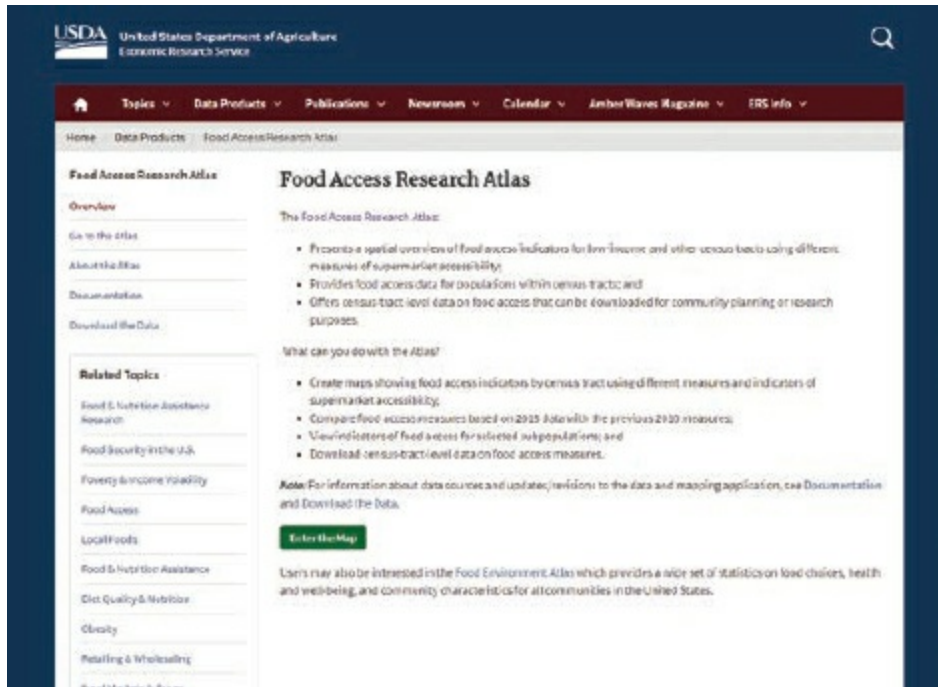 USDA
United States Department of Agriculture
Economic Research Service
Topics
Data Products
Publications
Newsroom
Calendar
Amber Waves Magazine
ERS Info
Home
Data Products
Food Access Research Atlas
Food Access Research Atlas
Overview
Go to the Atlas
About the Atlas
Documentation
Download the Data
Related Topics
Food & Nutrition Assistance
Research
Food Security in the U.S.
Poverty & Income Volatility
Food Access
Local Foods
Food & Nutrition Assistance
Diet Quality & Nutrition
Obesity
Retailing & Wholesaling
Food Access Research Atlas
The Food Access Research Atlas:
• Presents a spatial overview of food access indicators for low-income and other census tracts using different
measures of supermarket accessibility;
• Provides food access data for populations within census tracts; and
• Offers census-tract-level data on food access that can be downloaded for community planning or research
purposes.
What can you do with the Atlas?
• Create maps showing food access indicators by census tract using different measures and indicators of
supermarket accessibility;
• Compare food access measures based on 2015 data with the previous 2010 measures;
• View indicators of food access for selected subpopulations; and
• Download census-tract-level data on food access measures.
Note: For information about data sources and updates/revisions to the data and mapping application, see Documentation
and Download the Data.
Enter the Map
Users may also be interested in the Food Environment Atlas which provides a wide set of statistics on food choices, health
and well-being, and community characteristics for all communities in the United States.